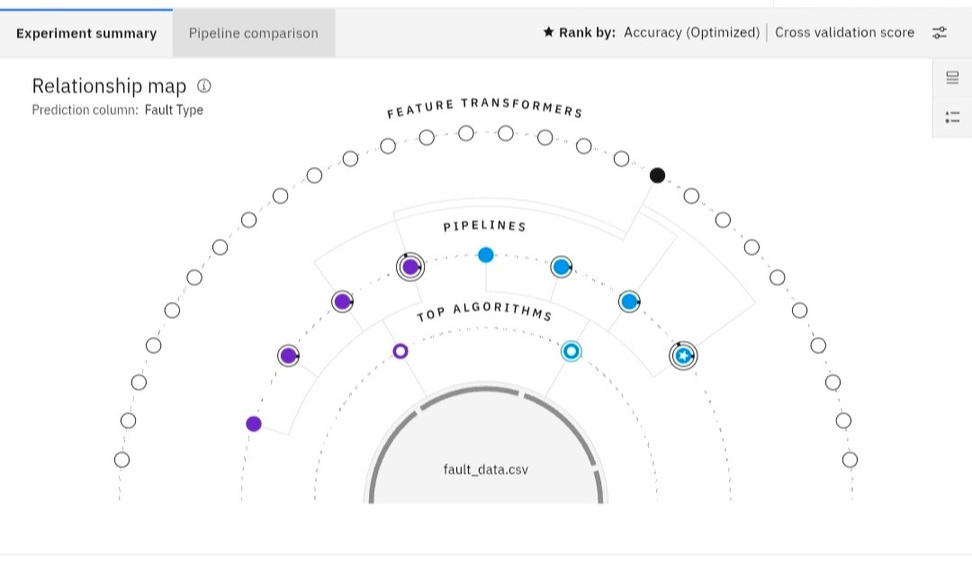 Experiment summary
Pipeline comparison
★ Rank by: Accuracy (Optimized) | Cross validation score
Relationship map
Prediction column: Fault Type
FEATURE TRANSFORMERS
PIPELINES
TOP ALGORITHMS
fault_data.csv